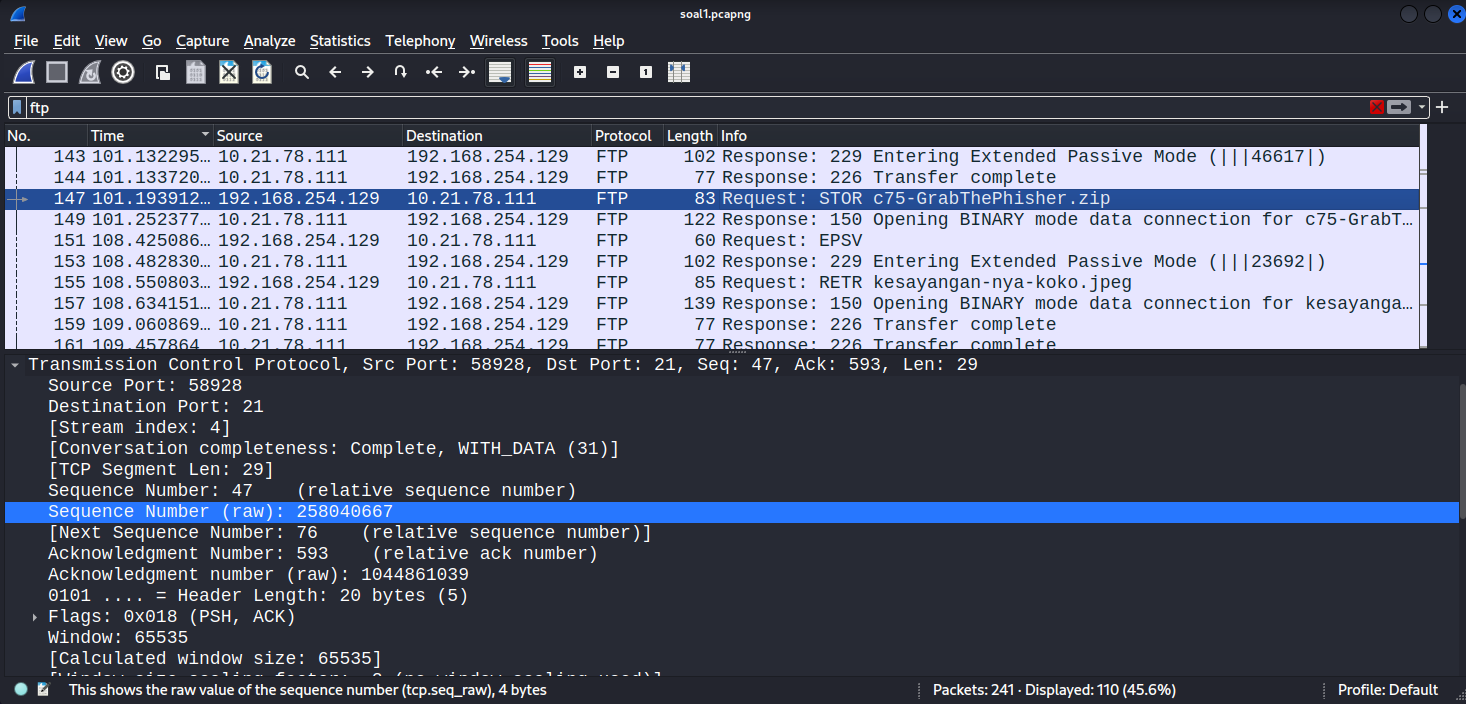 soal1.pcapng
File Edit View Go Capture Analyze Statistics Telephony Wireless Tools Help
ftp
No. Time Source Destination Protocol Length Info
143 101.132295… 10.21.78.111 192.168.254.129 FTP 102 Response: 229 Entering Extended Passive Mode (|||46617|)
144 101.133720… 10.21.78.111 192.168.254.129 FTP 77 Response: 226 Transfer complete
147 101.193912… 192.168.254.129 10.21.78.111 FTP 83 Request: STOR c75-GrabThePhisher.zip
149 101.252377… 10.21.78.111 192.168.254.129 FTP 122 Response: 150 Opening BINARY mode data connection for c75-GrabT…
151 108.425086… 192.168.254.129 10.21.78.111 FTP 60 Request: EPSV
153 108.482830… 10.21.78.111 192.168.254.129 FTP 102 Response: 229 Entering Extended Passive Mode (|||23692|)
155 108.550803… 192.168.254.129 10.21.78.111 FTP 85 Request: RETR kesayangan-nya-koko.jpeg
157 108.634151… 10.21.78.111 192.168.254.129 FTP 139 Response: 150 Opening BINARY mode data connection for kesayanga…
159 109.060869… 10.21.78.111 192.168.254.129 FTP 77 Response: 226 Transfer complete
161 109.457864 10.21.78.111 192.168.254.129 FTP 77 Response: 226 Transfer complete
Transmission Control Protocol, Src Port: 58928, Dst Port: 21, Seq: 47, Ack: 593, Len: 29
Source Port: 58928
Destination Port: 21
[Stream index: 4]
[Conversation completeness: Complete, WITH_DATA (31)]
[TCP Segment Len: 29]
Sequence Number: 47 (relative sequence number)
Sequence Number (raw): 258040667
[Next Sequence Number: 76 (relative sequence number)]
Acknowledgment Number: 593 (relative ack number)
Acknowledgment number (raw): 1044861039
0101 .... = Header Length: 20 bytes (5)
Flags: 0x018 (PSH, ACK)
Window: 65535
[Calculated window size: 65535]
[Window size scaling factor: -2 (no window scaling used)]
This shows the raw value of the sequence number (tcp.seq_raw), 4 bytes
Packets: 241 · Displayed: 110 (45.6%)
Profile: Default